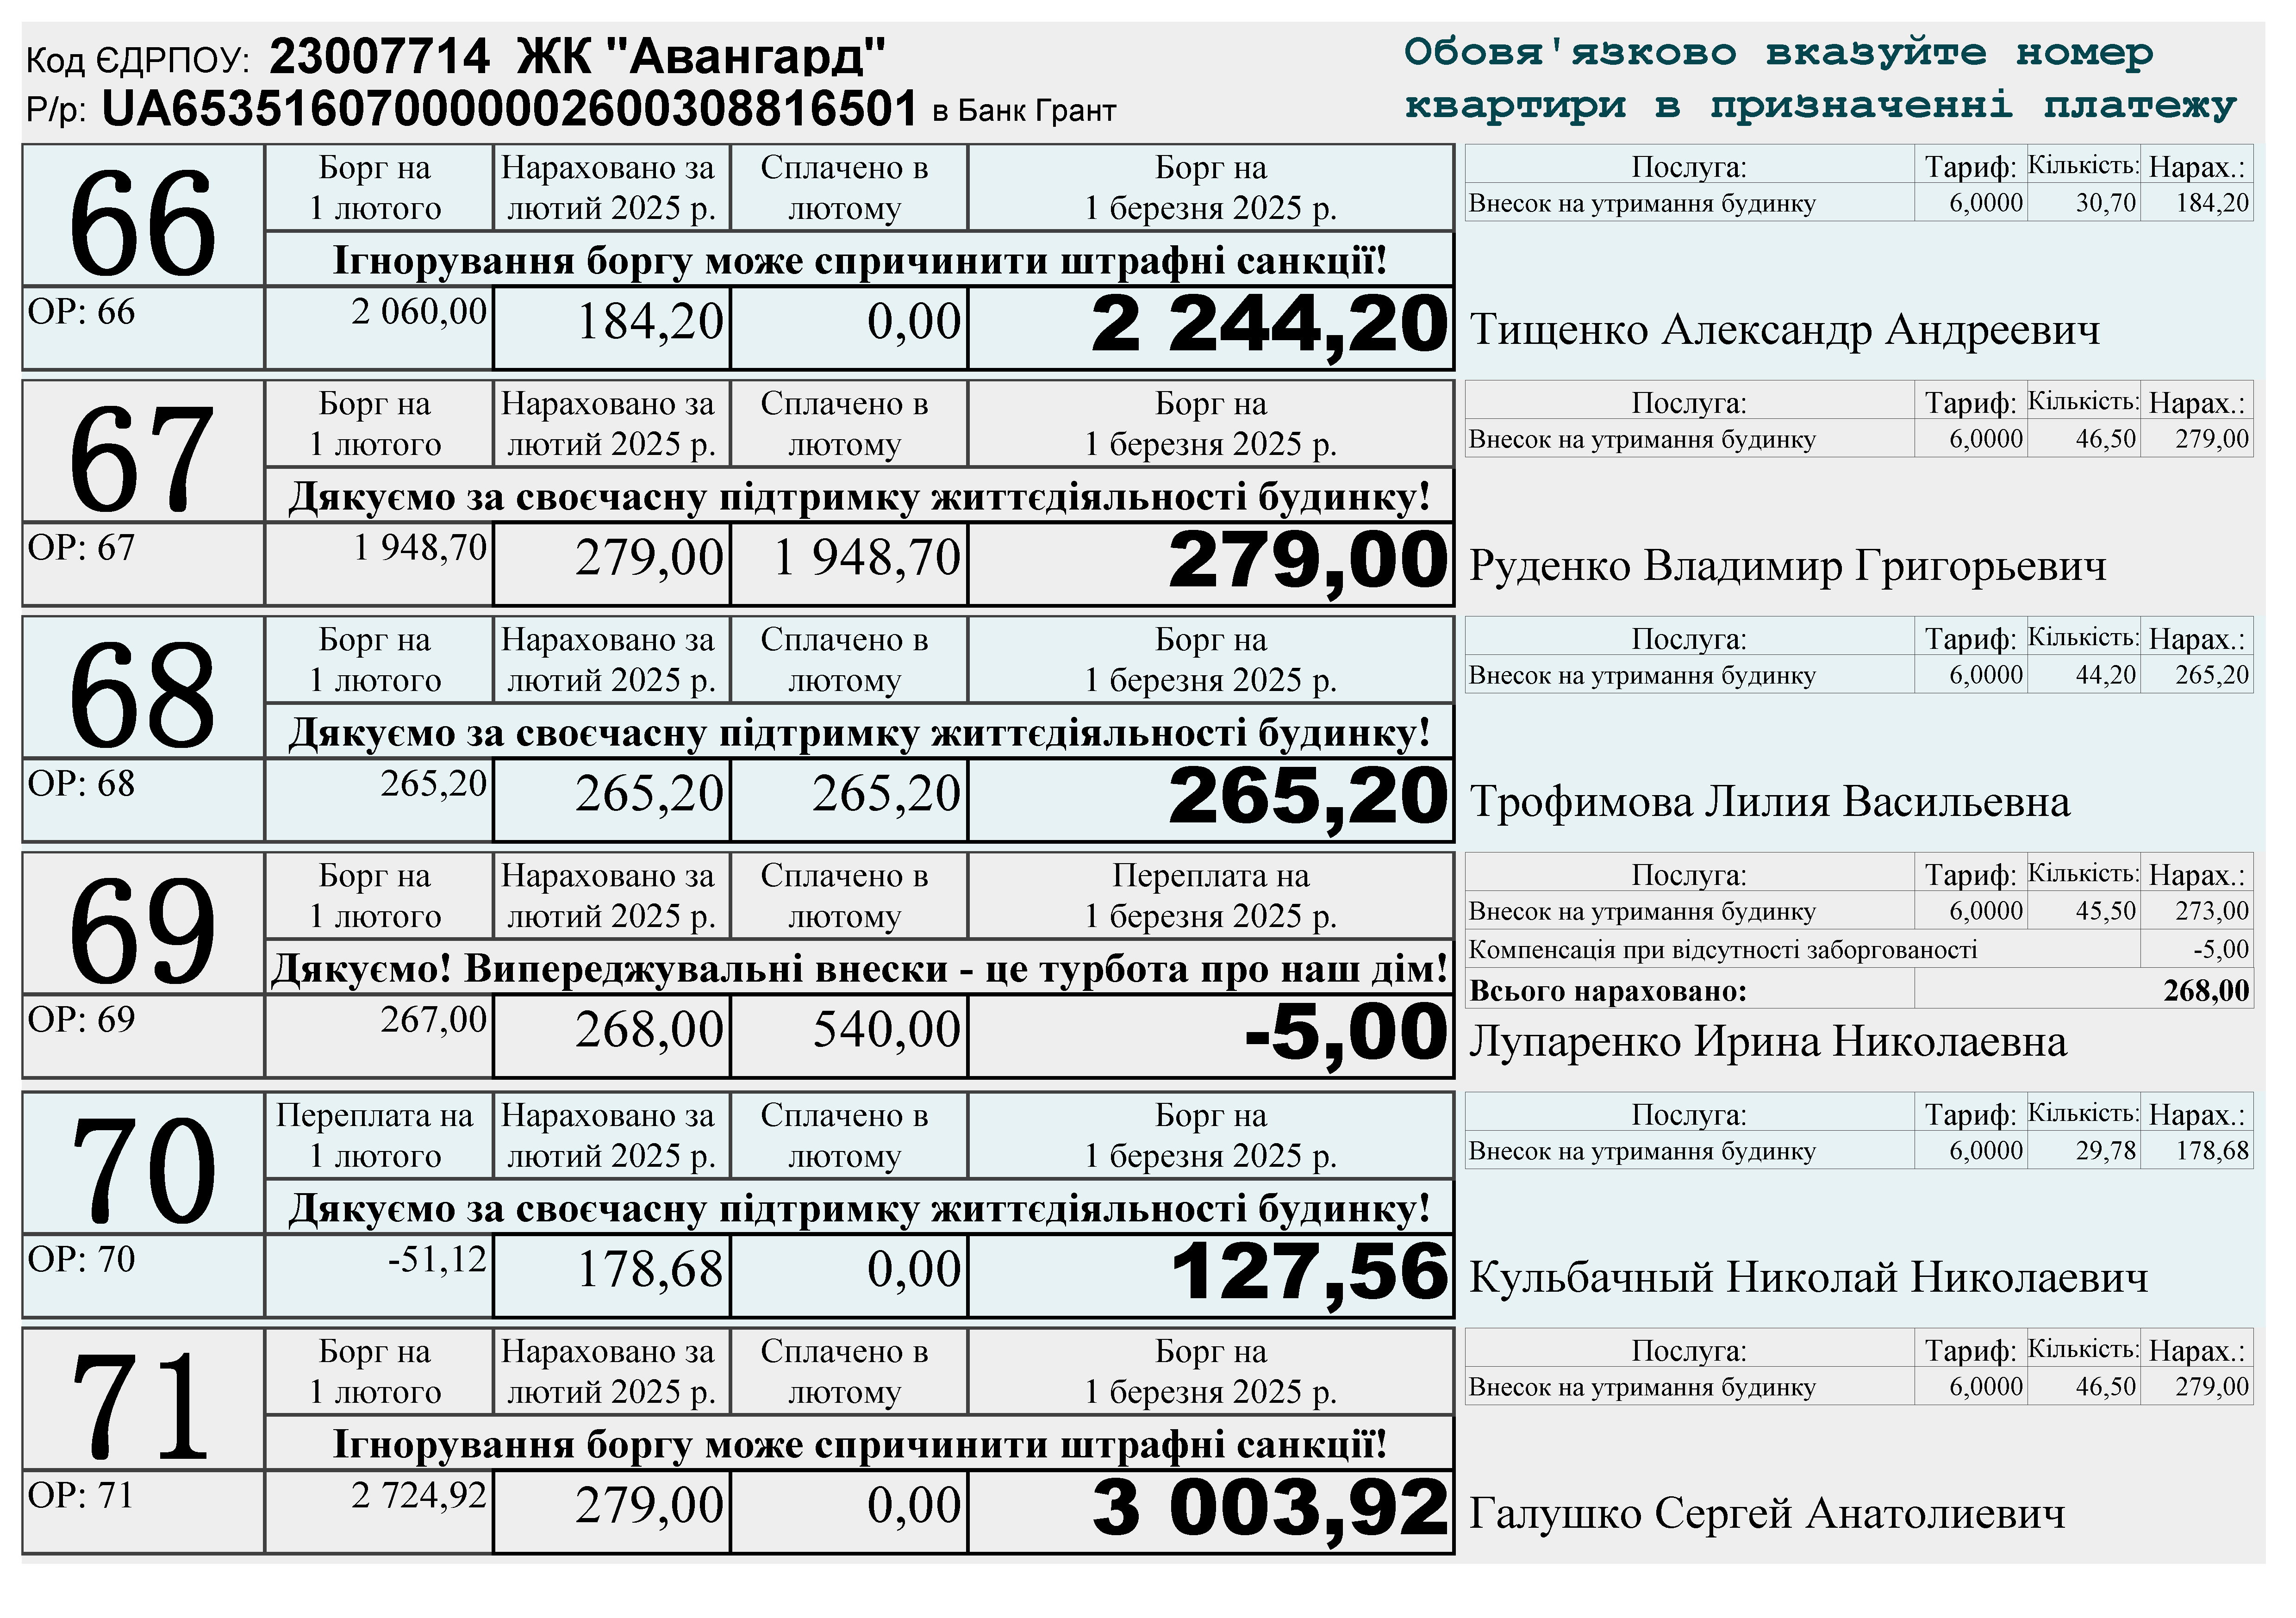 Код ЄДРПОУ: 23007714 ЖК "Авангард"
Р/р: UA6535160700000002600308816501 в Банк Грант
Обовя'язково вказуйте номер
квартири в призначенні платежу
66
Борг на 1 лютого
Нараховано за лютий 2025 р.
Сплачено в лютому
Борг на 1 березня 2025 р.
Ігнорування боргу може спричинити штрафні санкції!
ОР: 66 2 060,00 184,20 0,00 2 244,20
Послуга: Тариф: Кількість: Нарах.:
Внесок на утримання будинку 6,0000 30,70 184,20
Тищенко Александр Андреевич
67
Борг на 1 лютого
Нараховано за лютий 2025 р.
Сплачено в лютому
Борг на 1 березня 2025 р.
Дякуємо за своєчасну підтримку життєдіяльності будинку!
ОР: 67 1 948,70 279,00 1 948,70 279,00
Послуга: Тариф: Кількість: Нарах.:
Внесок на утримання будинку 6,0000 46,50 279,00
Руденко Владимир Григорьевич
68
Борг на 1 лютого
Нараховано за лютий 2025 р.
Сплачено в лютому
Борг на 1 березня 2025 р.
Дякуємо за своєчасну підтримку життєдіяльності будинку!
ОР: 68 265,20 265,20 265,20 265,20
Послуга: Тариф: Кількість: Нарах.:
Внесок на утримання будинку 6,0000 44,20 265,20
Трофимова Лилия Васильевна
69
Борг на 1 лютого
Нараховано за лютий 2025 р.
Сплачено в лютому
Переплата на 1 березня 2025 р.
Дякуємо! Випереджувальні внески - це турбота про наш дім!
ОР: 69 267,00 268,00 540,00 -5,00
Послуга: Тариф: Кількість: Нарах.:
Внесок на утримання будинку 6,0000 45,50 273,00
Компенсація при відсутності заборгованості -5,00
Всього нараховано: 268,00
Лупаренко Ирина Николаевна
70
Переплата на 1 лютого
Нараховано за лютий 2025 р.
Сплачено в лютому
Борг на 1 березня 2025 р.
Дякуємо за своєчасну підтримку життєдіяльності будинку!
ОР: 70 -51,12 178,68 0,00 127,56
Послуга: Тариф: Кількість: Нарах.:
Внесок на утримання будинку 6,0000 29,78 178,68
Кульбачный Николай Николаевич
71
Борг на 1 лютого
Нараховано за лютий 2025 р.
Сплачено в лютому
Борг на 1 березня 2025 р.
Ігнорування боргу може спричинити штрафні санкції!
ОР: 71 2 724,92 279,00 0,00 3 003,92
Послуга: Тариф: Кількість: Нарах.:
Внесок на утримання будинку 6,0000 46,50 279,00
Галушко Сергей Анатолиевич